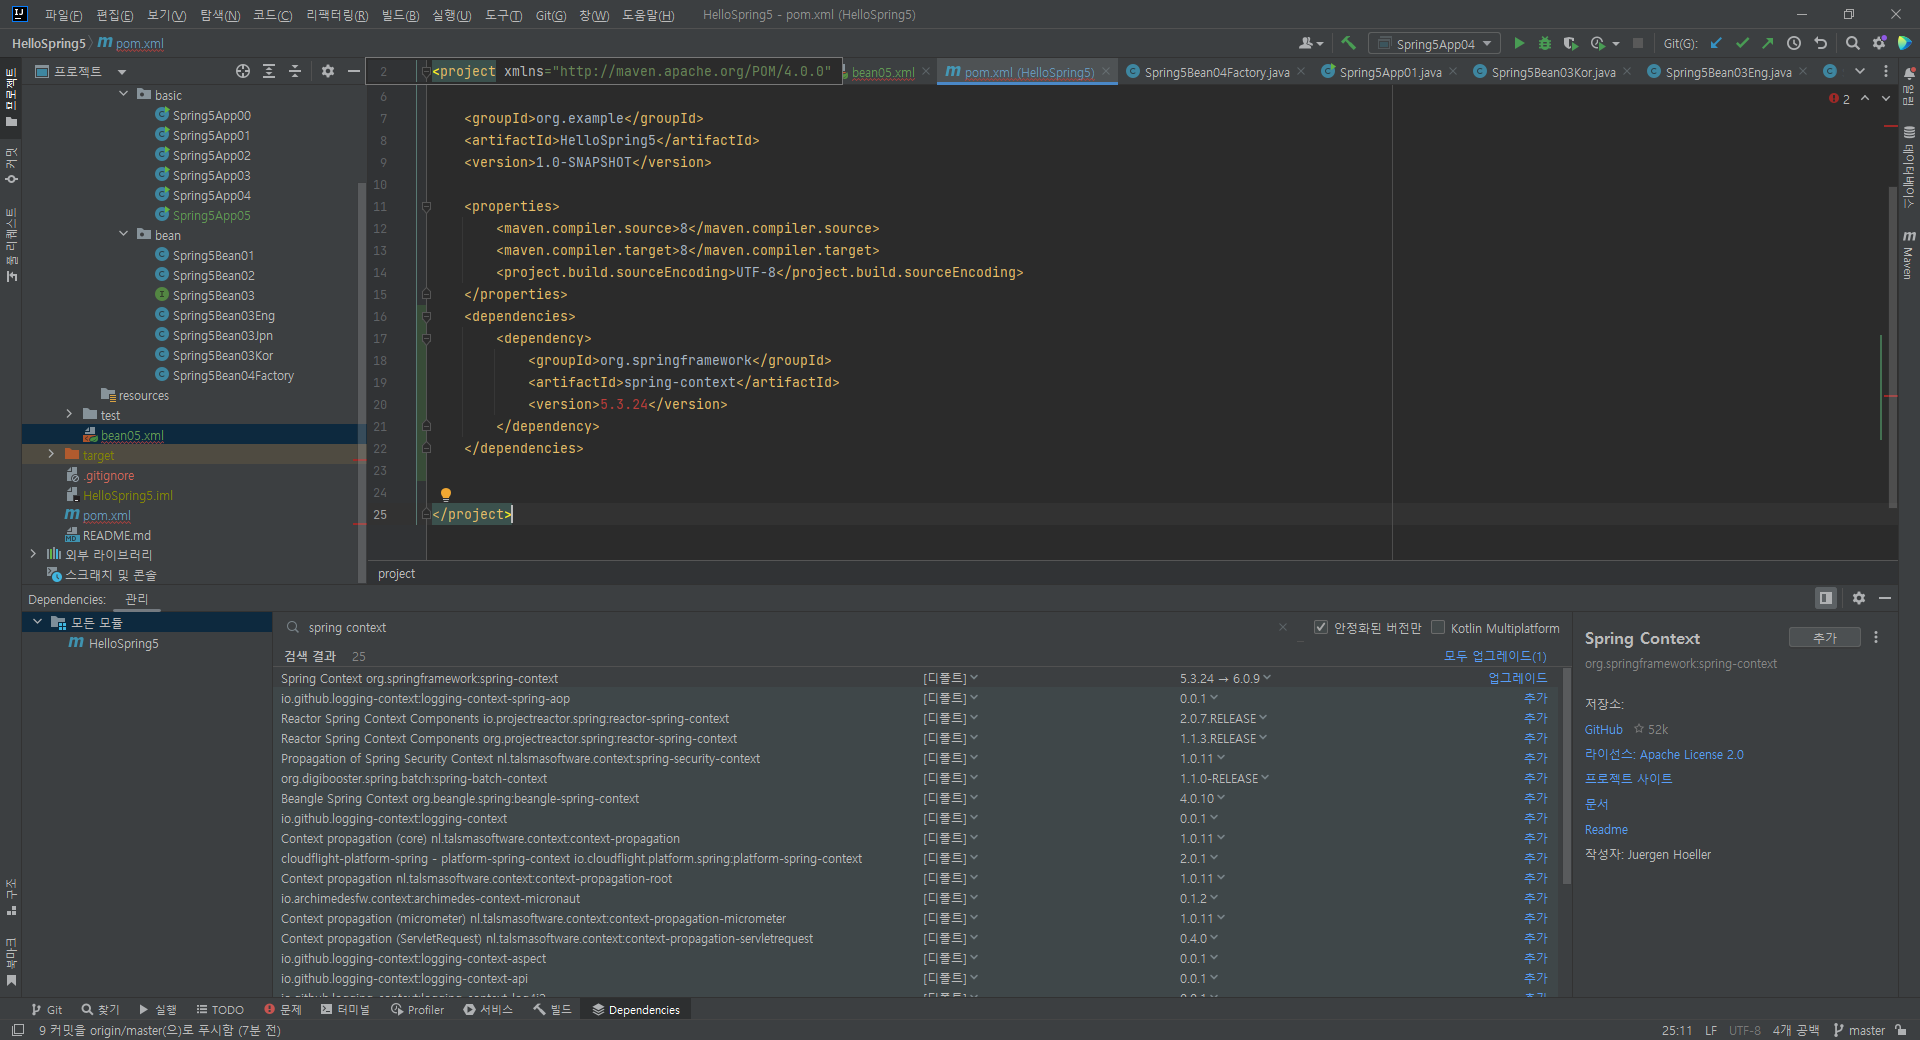 파일(F) 편집(E) 보기(V) 탐색(N) 코드(C) 리팩터링(R) 빌드(B) 실행(U) 도구(T) Git(G) 창(W) 도움말(H) HelloSpring5 - pom.xml (HelloSpring5)
HelloSpring5 pom.xml
Spring5App04 Git(G):
프로젝트
<project xmlns="http://maven.apache.org/POM/4.0.0"
bean05.xml pom.xml (HelloSpring5) Spring5Bean04Factory.java Spring5App01.java Spring5Bean03Kor.java Spring5Bean03Eng.java
프로젝트
커밋
풀 리퀘스트
구조
북마크
basic
Spring5App00
Spring5App01
Spring5App02
Spring5App03
Spring5App04
Spring5App05
bean
Spring5Bean01
Spring5Bean02
Spring5Bean03
Spring5Bean03Eng
Spring5Bean03Jpn
Spring5Bean03Kor
Spring5Bean04Factory
resources
test
bean05.xml
target
.gitignore
HelloSpring5.iml
pom.xml
README.md
외부 라이브러리
스크래치 및 콘솔
2
6
7 <groupId>org.example</groupId>
8 <artifactId>HelloSpring5</artifactId>
9 <version>1.0-SNAPSHOT</version>
10
11 <properties>
12 <maven.compiler.source>8</maven.compiler.source>
13 <maven.compiler.target>8</maven.compiler.target>
14 <project.build.sourceEncoding>UTF-8</project.build.sourceEncoding>
15 </properties>
16 <dependencies>
17 <dependency>
18 <groupId>org.springframework</groupId>
19 <artifactId>spring-context</artifactId>
20 <version>5.3.24</version>
21 </dependency>
22 </dependencies>
23
24
25 </project>
2
project
알림
데이터베이스
Maven
Dependencies: 관리
모든 모듈
HelloSpring5
spring context
안정화된 버전만 Kotlin Multiplatform
검색 결과 25 모두 업그레이드(1)
Spring Context org.springframework:spring-context [디폴트] 5.3.24 → 6.0.9 업그레이드
io.github.logging-context:logging-context-spring-aop [디폴트] 0.0.1 추가
Reactor Spring Context Components io.projectreactor.spring:reactor-spring-context [디폴트] 2.0.7.RELEASE 추가
Reactor Spring Context Components org.projectreactor.spring:reactor-spring-context [디폴트] 1.1.3.RELEASE 추가
Propagation of Spring Security Context nl.talsmasoftware.context:spring-security-context [디폴트] 1.0.11 추가
org.digibooster.spring.batch:spring-batch-context [디폴트] 1.1.0-RELEASE 추가
Beangle Spring Context org.beangle.spring:beangle-spring-context [디폴트] 4.0.10 추가
io.github.logging-context:logging-context [디폴트] 0.0.1 추가
Context propagation (core) nl.talsmasoftware.context:context-propagation [디폴트] 1.0.11 추가
cloudflight-platform-spring - platform-spring-context io.cloudflight.platform.spring:platform-spring-context [디폴트] 2.0.1 추가
Context propagation nl.talsmasoftware.context:context-propagation-root [디폴트] 1.0.11 추가
io.archimedesfw.context:archimedes-context-micronaut [디폴트] 0.1.2 추가
Context propagation (micrometer) nl.talsmasoftware.context:context-propagation-micrometer [디폴트] 1.0.11 추가
Context propagation (ServletRequest) nl.talsmasoftware.context:context-propagation-servletrequest [디폴트] 0.4.0 추가
io.github.logging-context:logging-context-aspect [디폴트] 0.0.1 추가
io.github.logging-context:logging-context-api [디폴트] 0.0.1 추가
Spring Context 추가
org.springframework:spring-context
저장소:
GitHub 52k
라이선스: Apache License 2.0
프로젝트 사이트
문서
Readme
작성자: Juergen Hoeller
Git 찾기 실행 TODO 문제 터미널 Profiler 서비스 빌드 Dependencies
9 커밋을 origin/master(으)로 푸시함 (7분 전) 25:11 LF UTF-8 4개 공백 master